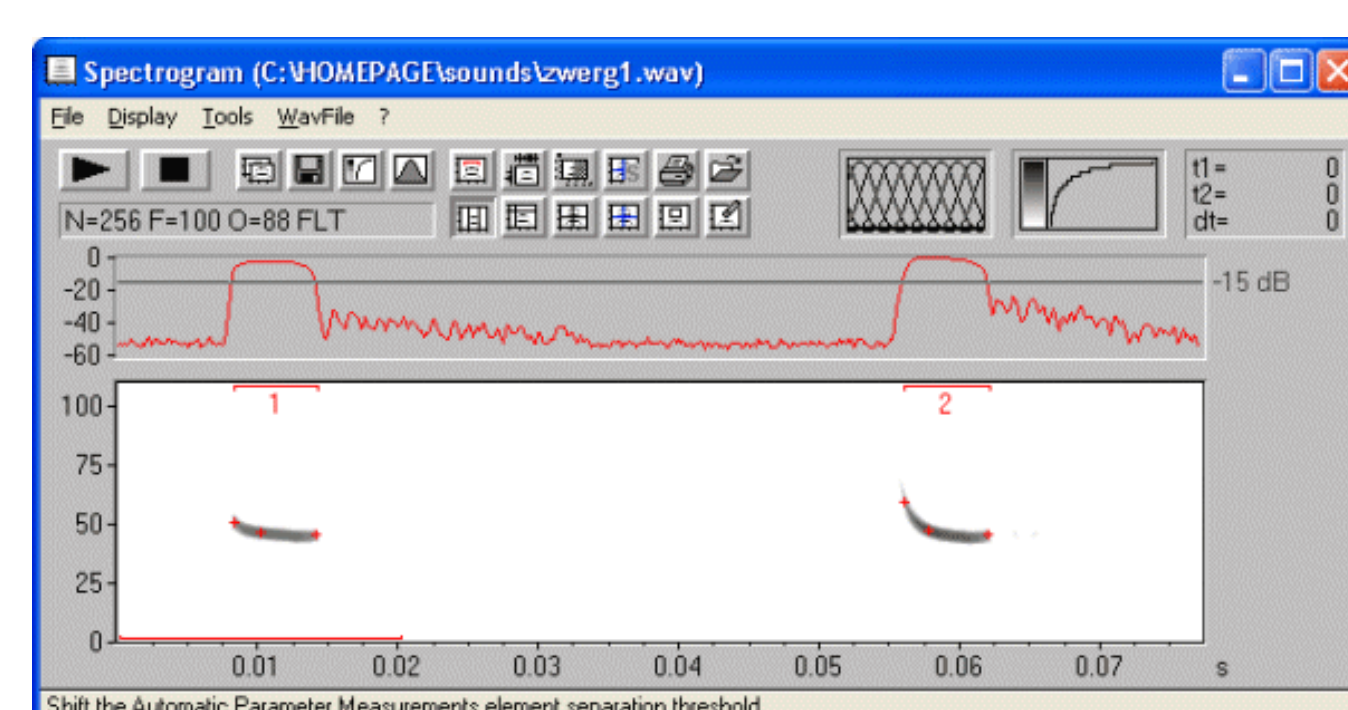 Spectrogram (C:\HOMEPAGE\sounds\zwerg1.wav)
File Display Tools WavFile ?
t1= 0
t2= 0
dt= 0
N=256 F=100 O=88 FLT
0
-20
-40
-60
-15 dB
1 2
100
75
50
25
0
0.01 0.02 0.03 0.04 0.05 0.06 0.07 s
Shift the Automatic Parameter Measurements element separation threshold